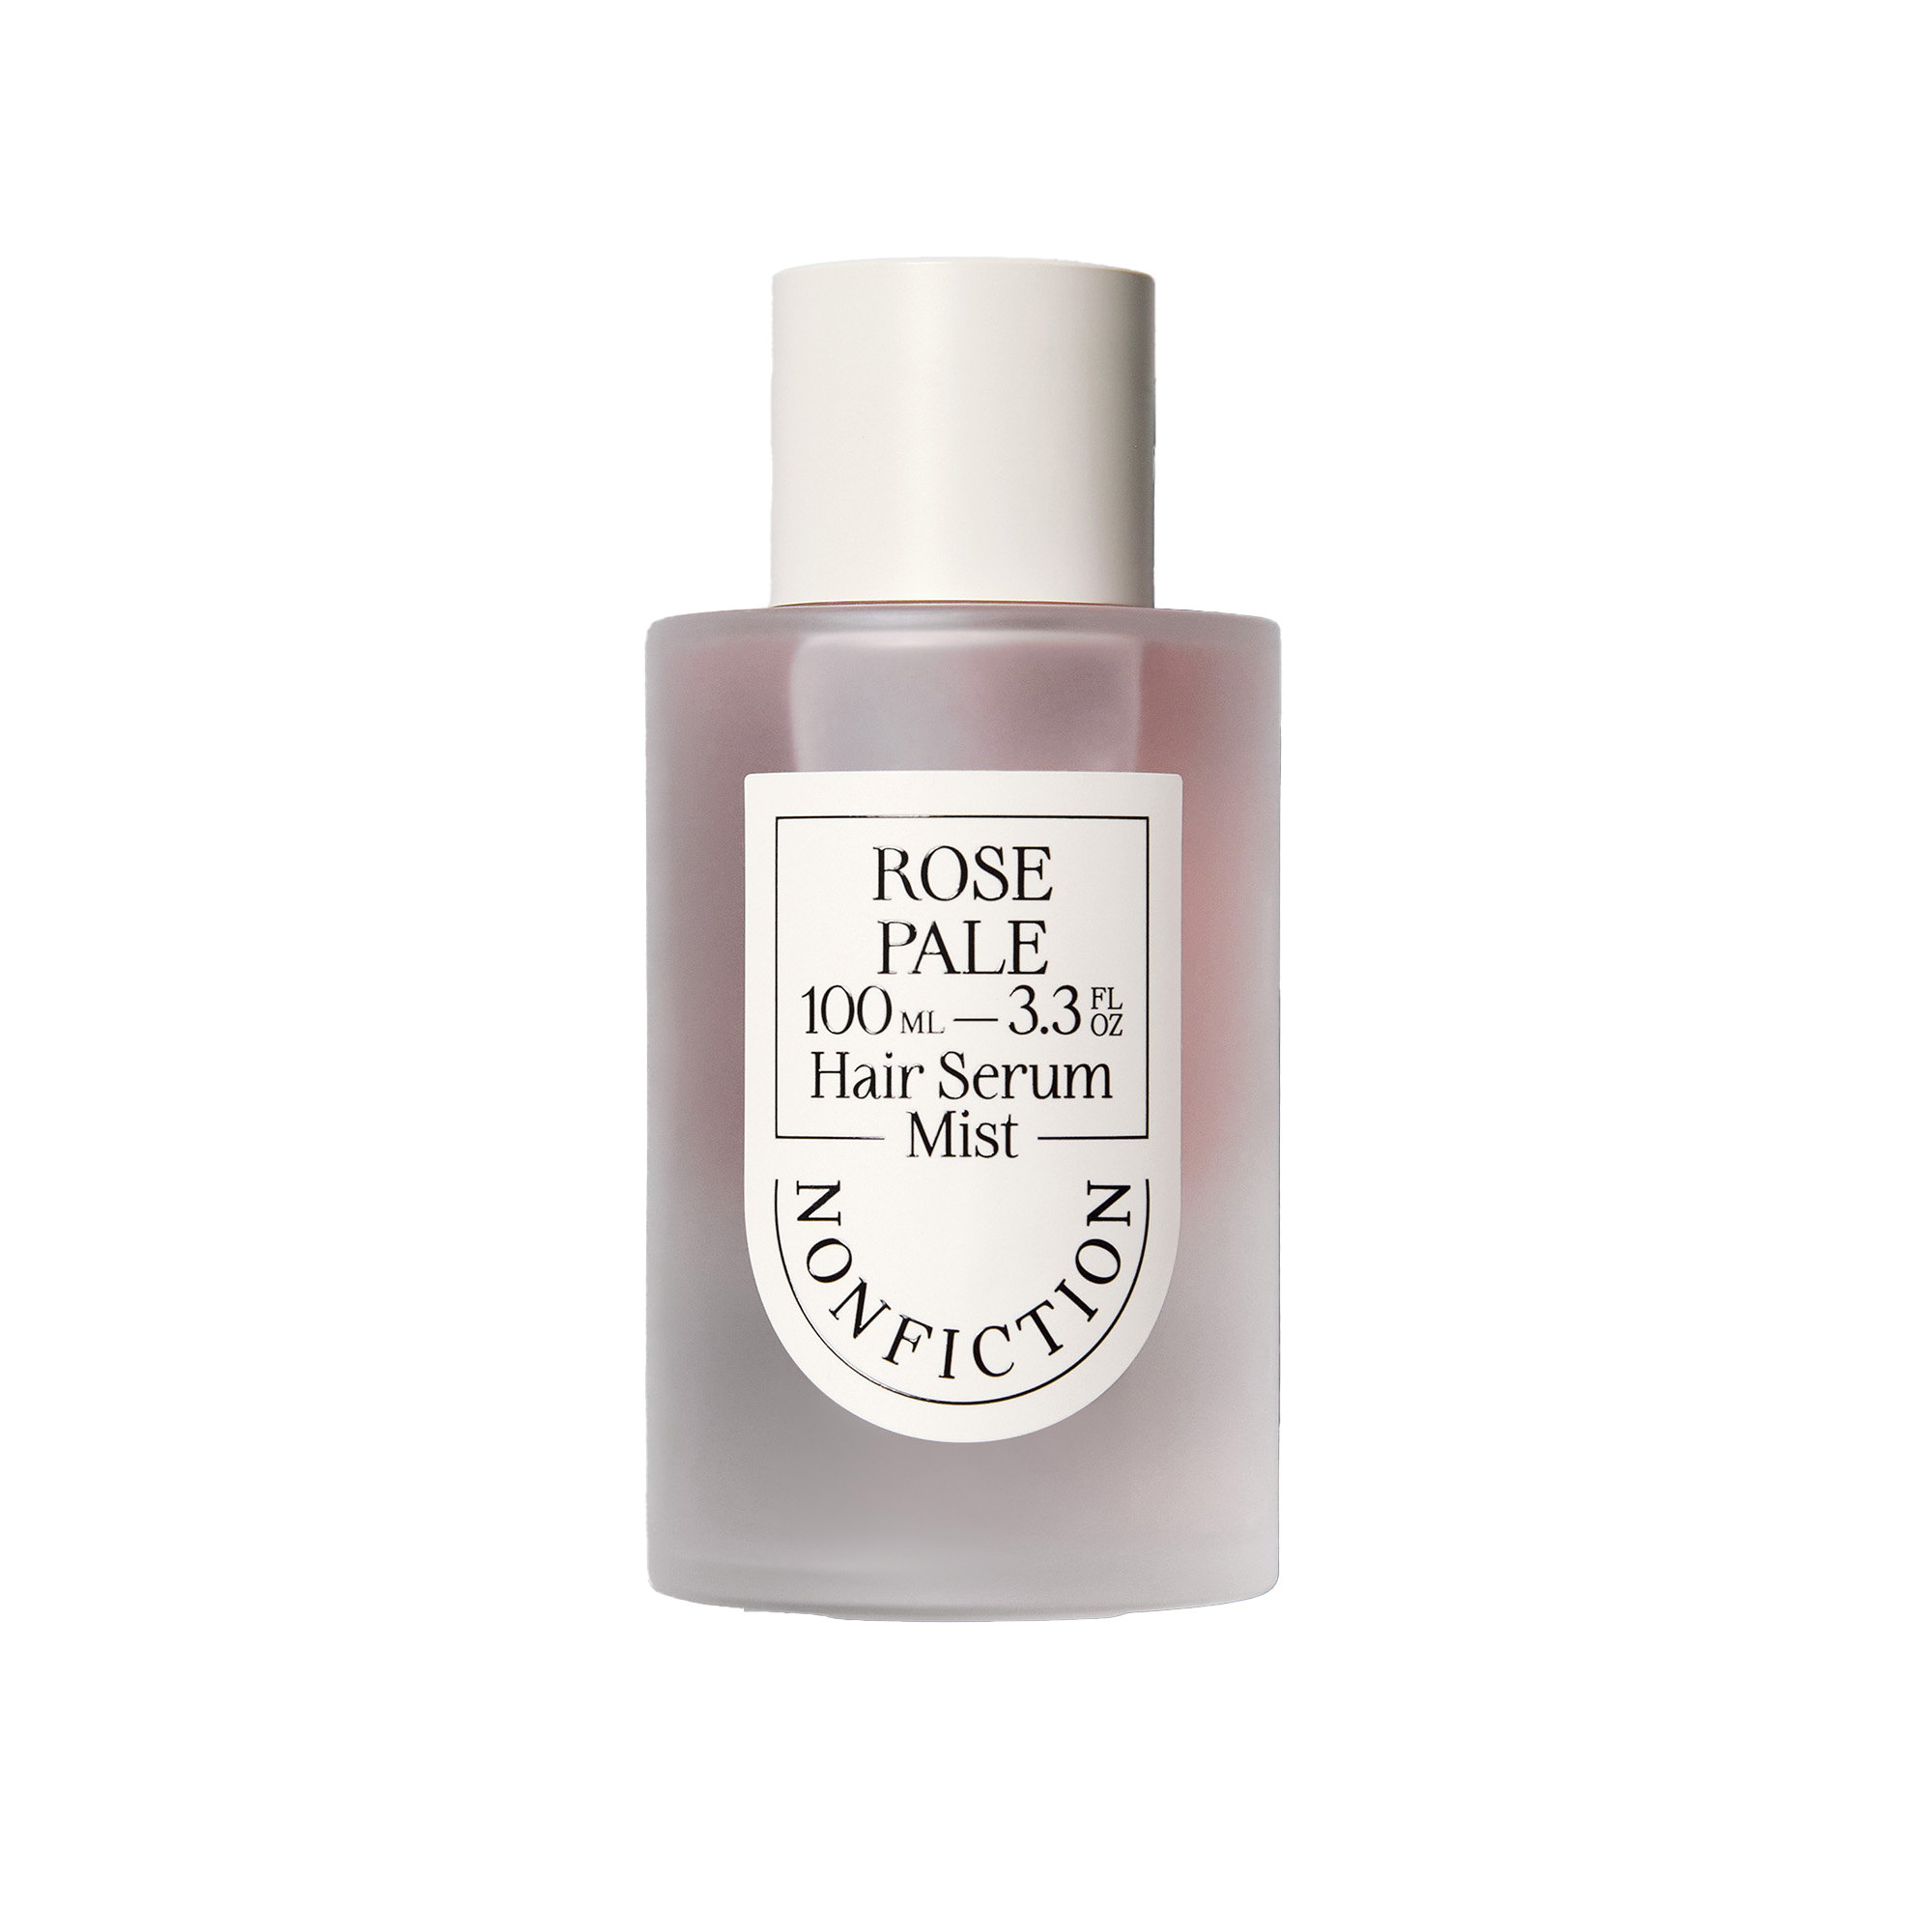 ROSE
PALE
100 ML — 3.3 FL OZ
Hair Serum
Mist
NONFICTION